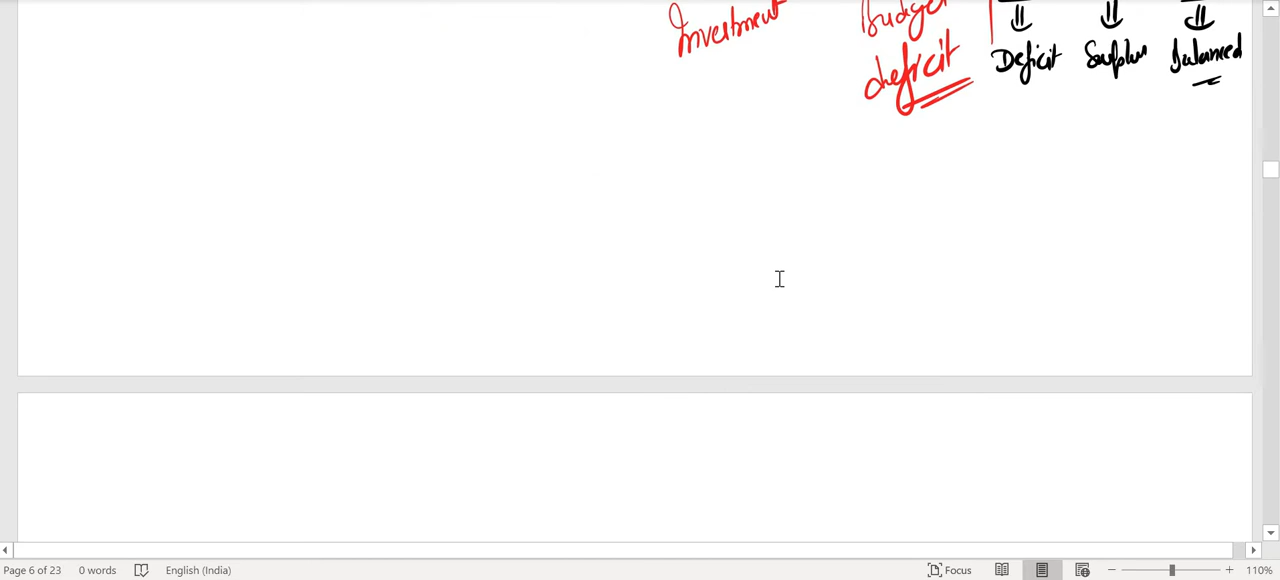 Investment Budget
deficit
Deficit Surplus Balanced
Page 6 of 23 0 words English (India) Focus 110%